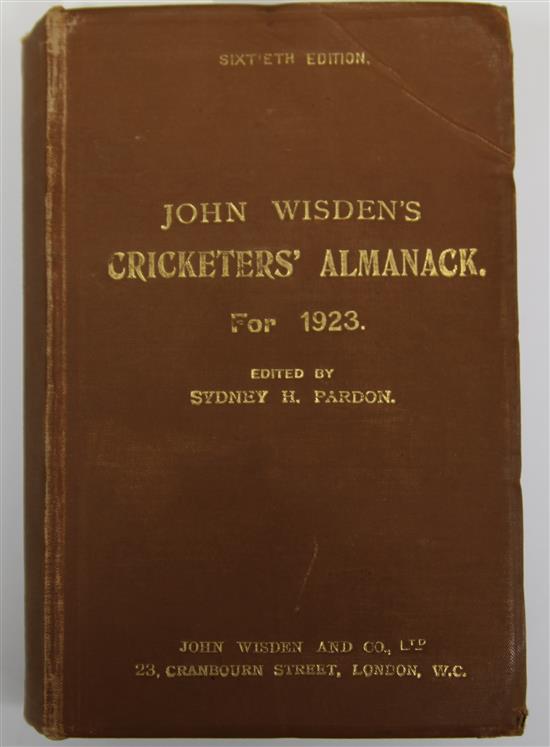 SIXTIETH EDITION.
JOHN WISDEN'S
CRICKETERS' ALMANACK.
For 1923.
EDITED BY
SYDNEY H. PARDON.
JOHN WISDEN AND CO., LTD
23, CRANBOURN STREET, LONDON, W.C.